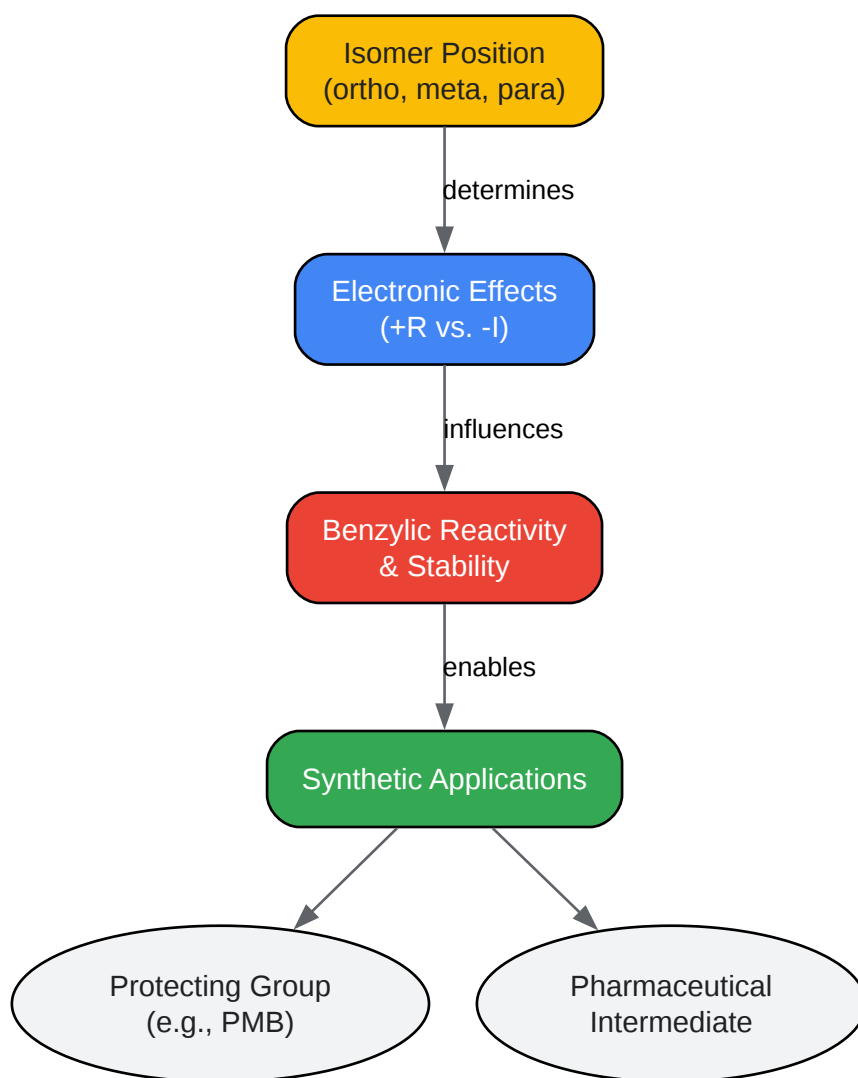 Isomer Position
(ortho, meta, para)
determines
Electronic Effects
(+R vs. -I)
influences
Benzylic Reactivity
& Stability
enables
Synthetic Applications
Protecting Group
(e.g., PMB)
Pharmaceutical
Intermediate